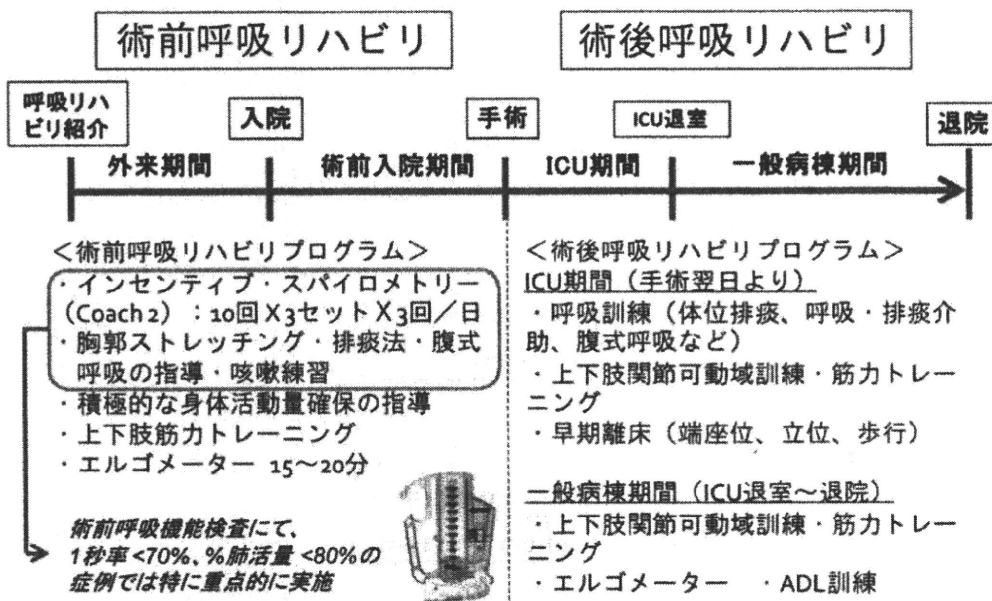 術前呼吸リハビリ
術後呼吸リハビリ
呼吸リハ
ビリ紹介
入院
手術
ICU退室
退院
外来期間
術前入院期間
ICU期間
一般病棟期間
＜術前呼吸リハビリプログラム＞
・インセンティブ・スパイロメトリー
（Coach 2）：10回 X 3セット X 3回／日
・胸郭ストレッチング・排痰法・腹式
呼吸の指導・咳嗽練習
・積極的な身体活動量確保の指導
・上下肢筋力トレーニング
・エルゴメーター 15～20分
術前呼吸機能検査にて、
1秒率<70%、%肺活量 <80%の
症例では特に重点的に実施
＜術後呼吸リハビリプログラム＞
ICU期間（手術翌日より）
・呼吸訓練（体位排痰、呼吸・排痰介
助、腹式呼吸など）
・上下肢関節可動域訓練・筋力トレー
ニング
・早期離床（端座位、立位、歩行）
一般病棟期間（ICU退室～退院）
・上下肢関節可動域訓練・筋力トレー
ニング
・エルゴメーター ・ADL訓練